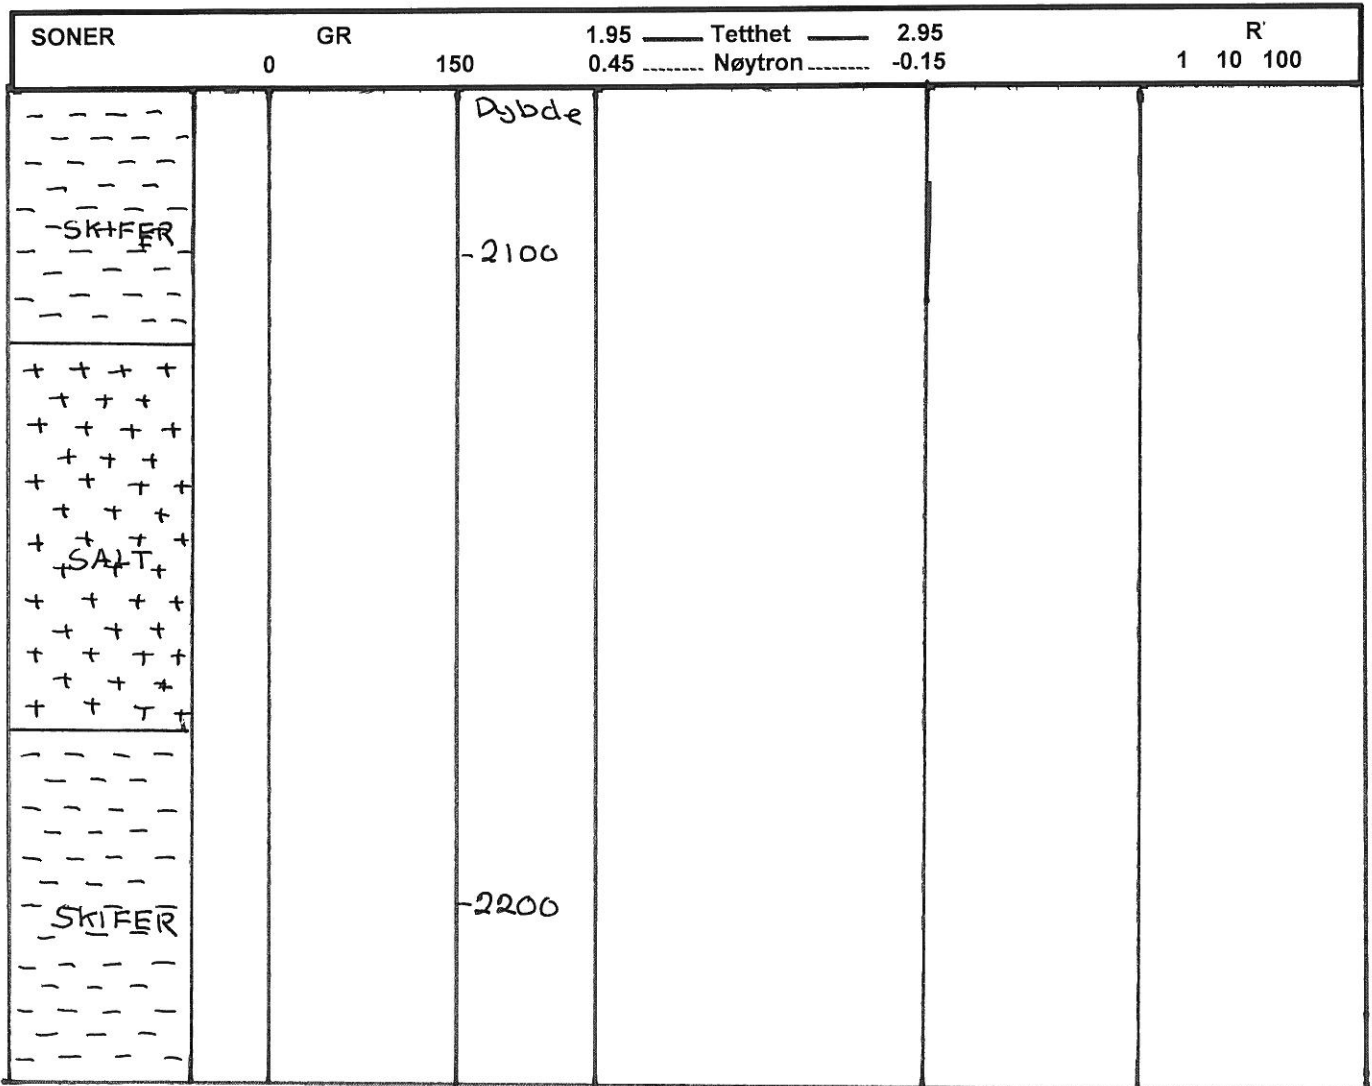 SONER GR 1.95 Tetthet 2.95 R'
0 150 0.45 -------- Nøytron -------- -0.15 1 10 100
Dybde
SKIFER
-2100
SALT
-2200
SKIFER